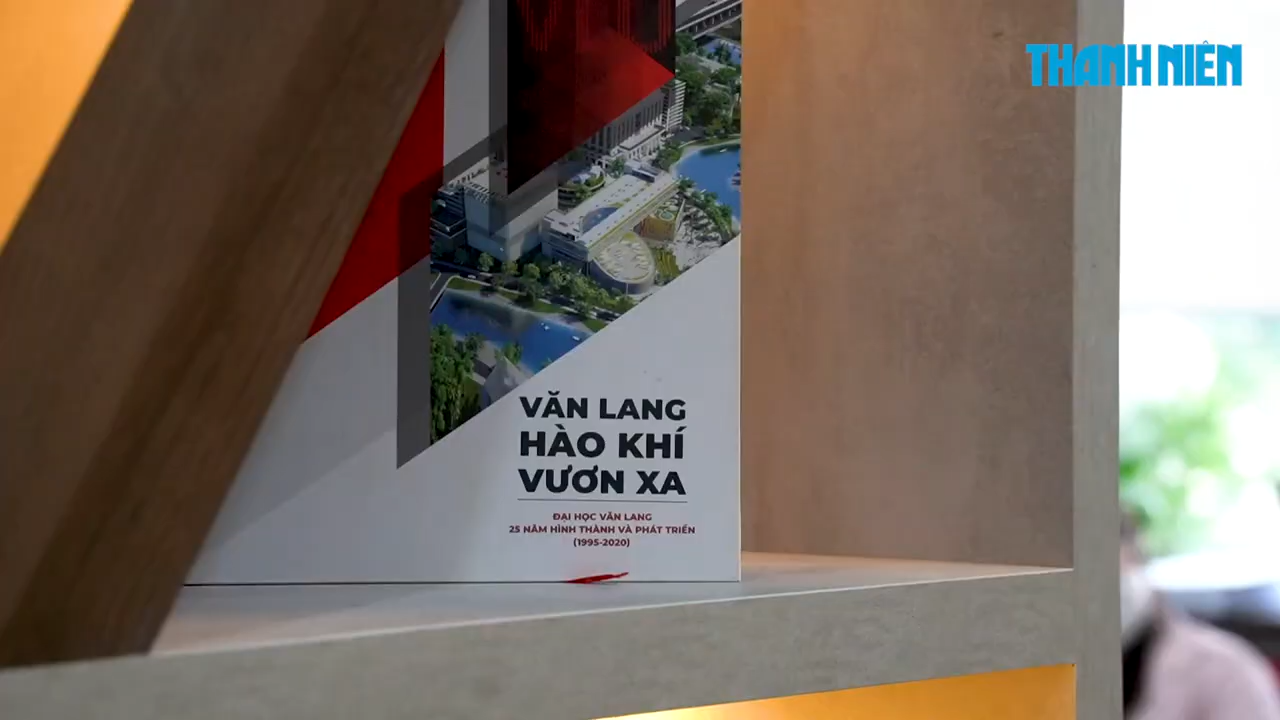 THANH NIÊN
VĂN LANG
HÀO KHÍ
VƯƠN XA
ĐẠI HỌC VĂN LANG
25 NĂM HÌNH THÀNH VÀ PHÁT TRIỂN
(1995-2020)